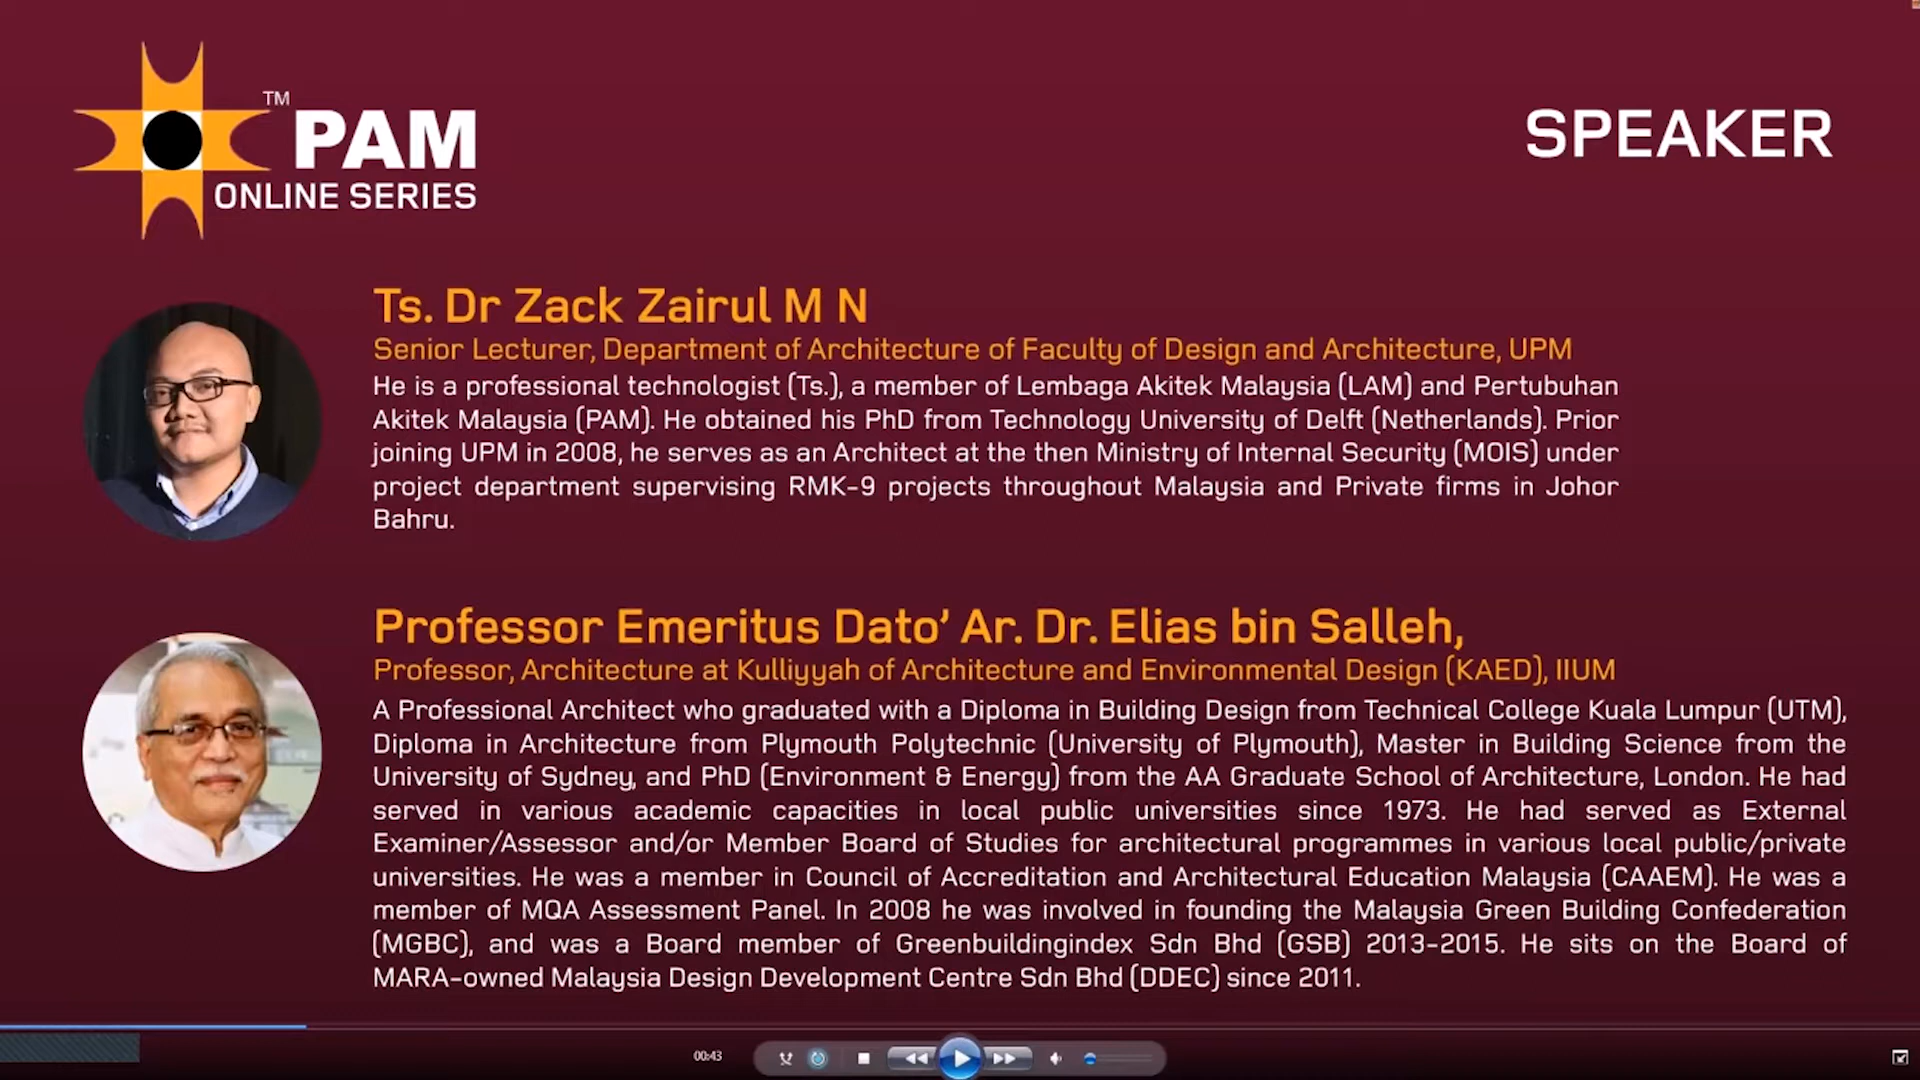 TM
PAM
ONLINE SERIES
SPEAKER
Ts. Dr Zack Zairul M N
Senior Lecturer, Department of Architecture of Faculty of Design and Architecture, UPM
He is a professional technologist (Ts.), a member of Lembaga Akitek Malaysia (LAM) and Pertubuhan
Akitek Malaysia (PAM). He obtained his PhD from Technology University of Delft (Netherlands). Prior
joining UPM in 2008, he serves as an Architect at the then Ministry of Internal Security (MOIS) under
project department supervising RMK-9 projects throughout Malaysia and Private firms in Johor
Bahru.
Professor Emeritus Dato’ Ar. Dr. Elias bin Salleh,
Professor, Architecture at Kulliyyah of Architecture and Environmental Design (KAED), IIUM
A Professional Architect who graduated with a Diploma in Building Design from Technical College Kuala Lumpur (UTM),
Diploma in Architecture from Plymouth Polytechnic (University of Plymouth), Master in Building Science from the
University of Sydney, and PhD (Environment & Energy) from the AA Graduate School of Architecture, London. He had
served in various academic capacities in local public universities since 1973. He had served as External
Examiner/Assessor and/or Member Board of Studies for architectural programmes in various local public/private
universities. He was a member in Council of Accreditation and Architectural Education Malaysia (CAAEM). He was a
member of MQA Assessment Panel. In 2008 he was involved in founding the Malaysia Green Building Confederation
(MGBC), and was a Board member of Greenbuildingindex Sdn Bhd (GSB) 2013-2015. He sits on the Board of
MARA-owned Malaysia Design Development Centre Sdn Bhd (DDEC) since 2011.
00:43